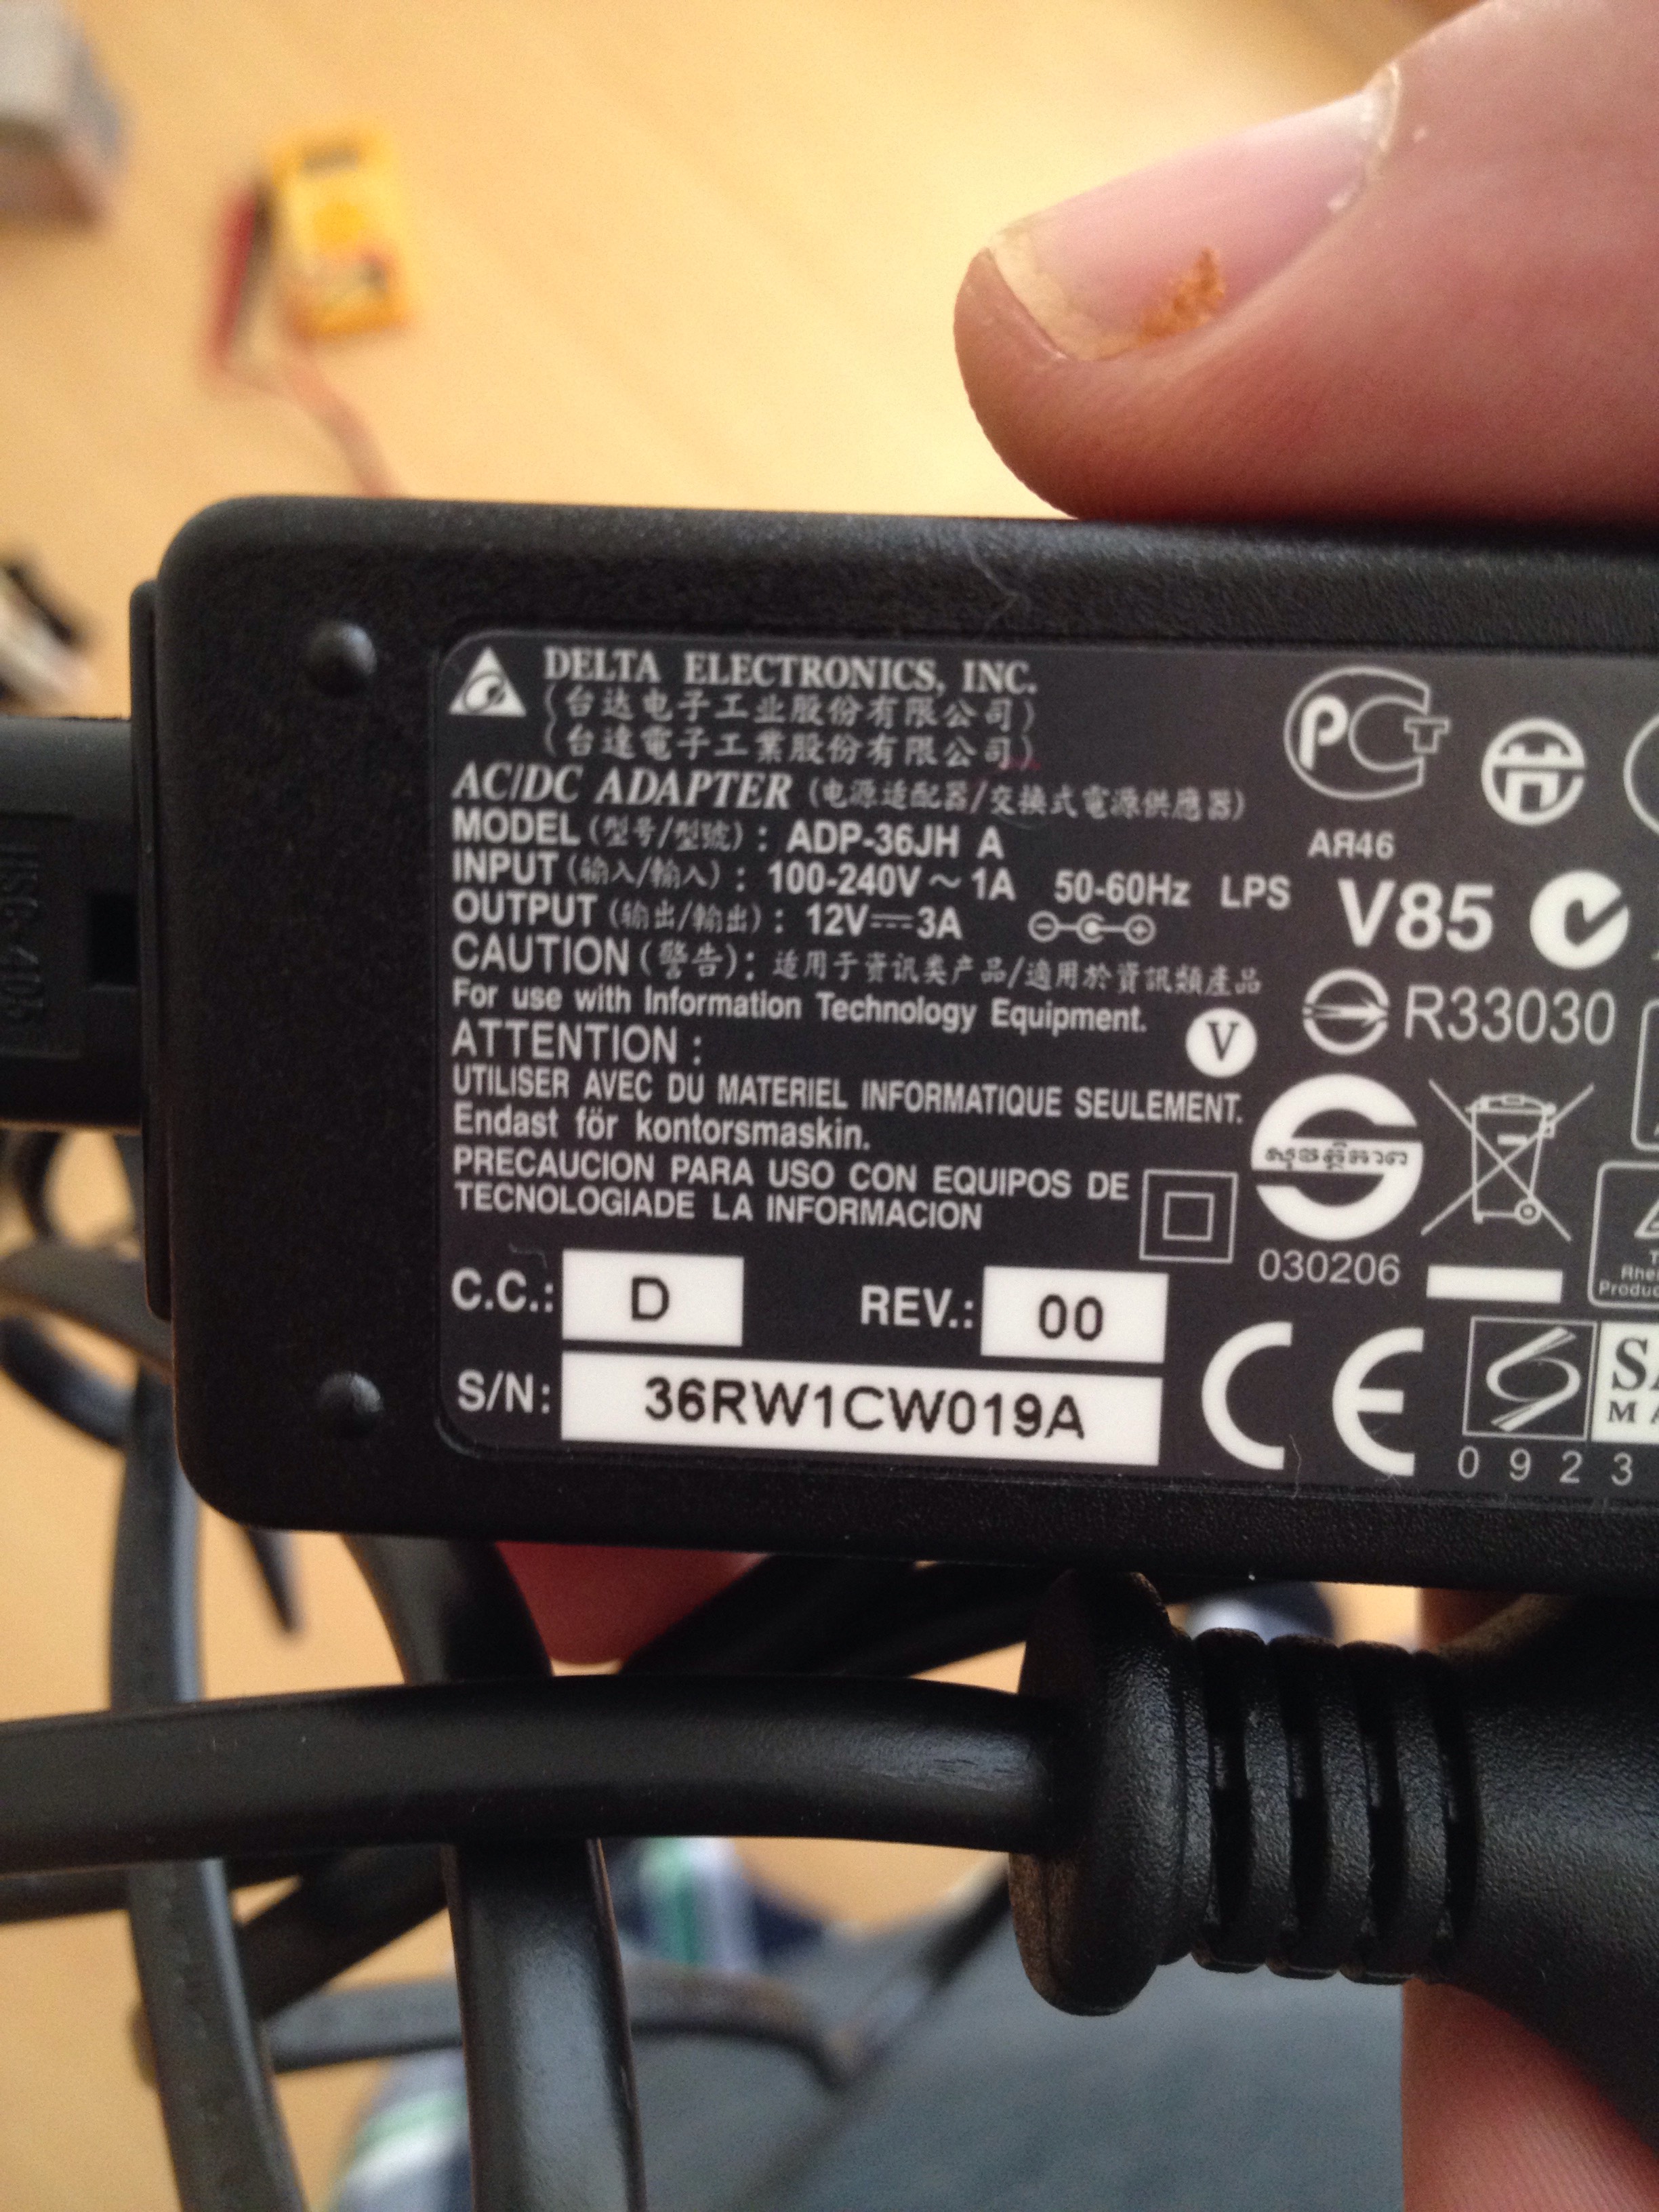 DELTA ELECTRONICS, INC.
(台达电子工业股份有限公司)
(台達電子工業股份有限公司)
AC/DC ADAPTER (电源适配器/交換式電源供應器)
MODEL (型号/型號) : ADP-36JH A
INPUT (输入/輸入) : 100-240V ~ 1A 50-60Hz LPS
OUTPUT (输出/輸出) : 12V⎓3A
CAUTION (警告) : 适用于资讯类产品/適用於資訊類產品
For use with Information Technology Equipment.
ATTENTION :
UTILISER AVEC DU MATERIEL INFORMATIQUE SEULEMENT.
Endast för kontorsmaskin.
PRECAUCION PARA USO CON EQUIPOS DE
TECNOLOGIADE LA INFORMACION
C.C.: D REV.: 00
S/N: 36RW1CW019A
PCT
АЯ46
V85
R33030
V
030206
CE
0923